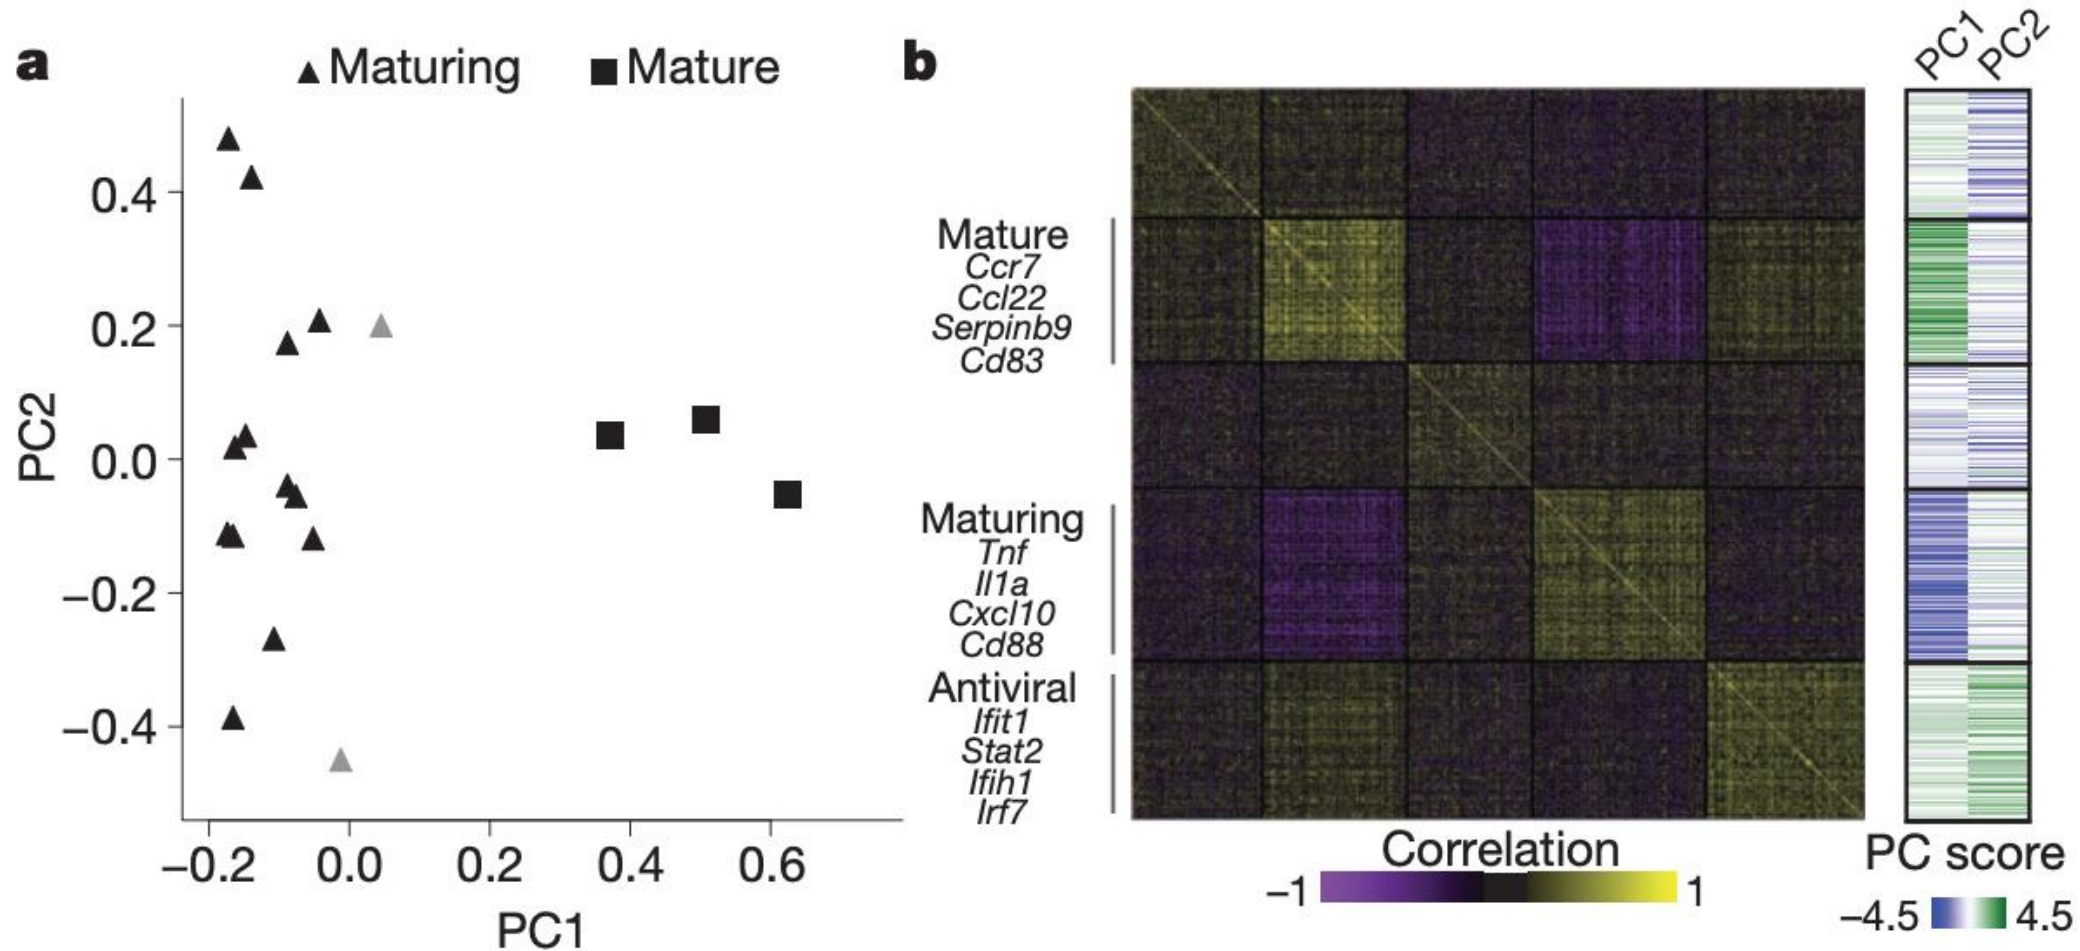 a
Maturing
Mature
0.4
0.2
0.0
−0.2
−0.4
PC2
−0.2
0.0
0.2
0.4
0.6
PC1
b
PC1
PC2
Mature
Ccr7
Ccl22
Serpinb9
Cd83
Maturing
Tnf
Il1a
Cxcl10
Cd88
Antiviral
Ifit1
Stat2
Ifih1
Irf7
Correlation
−1
1
PC score
−4.5
4.5